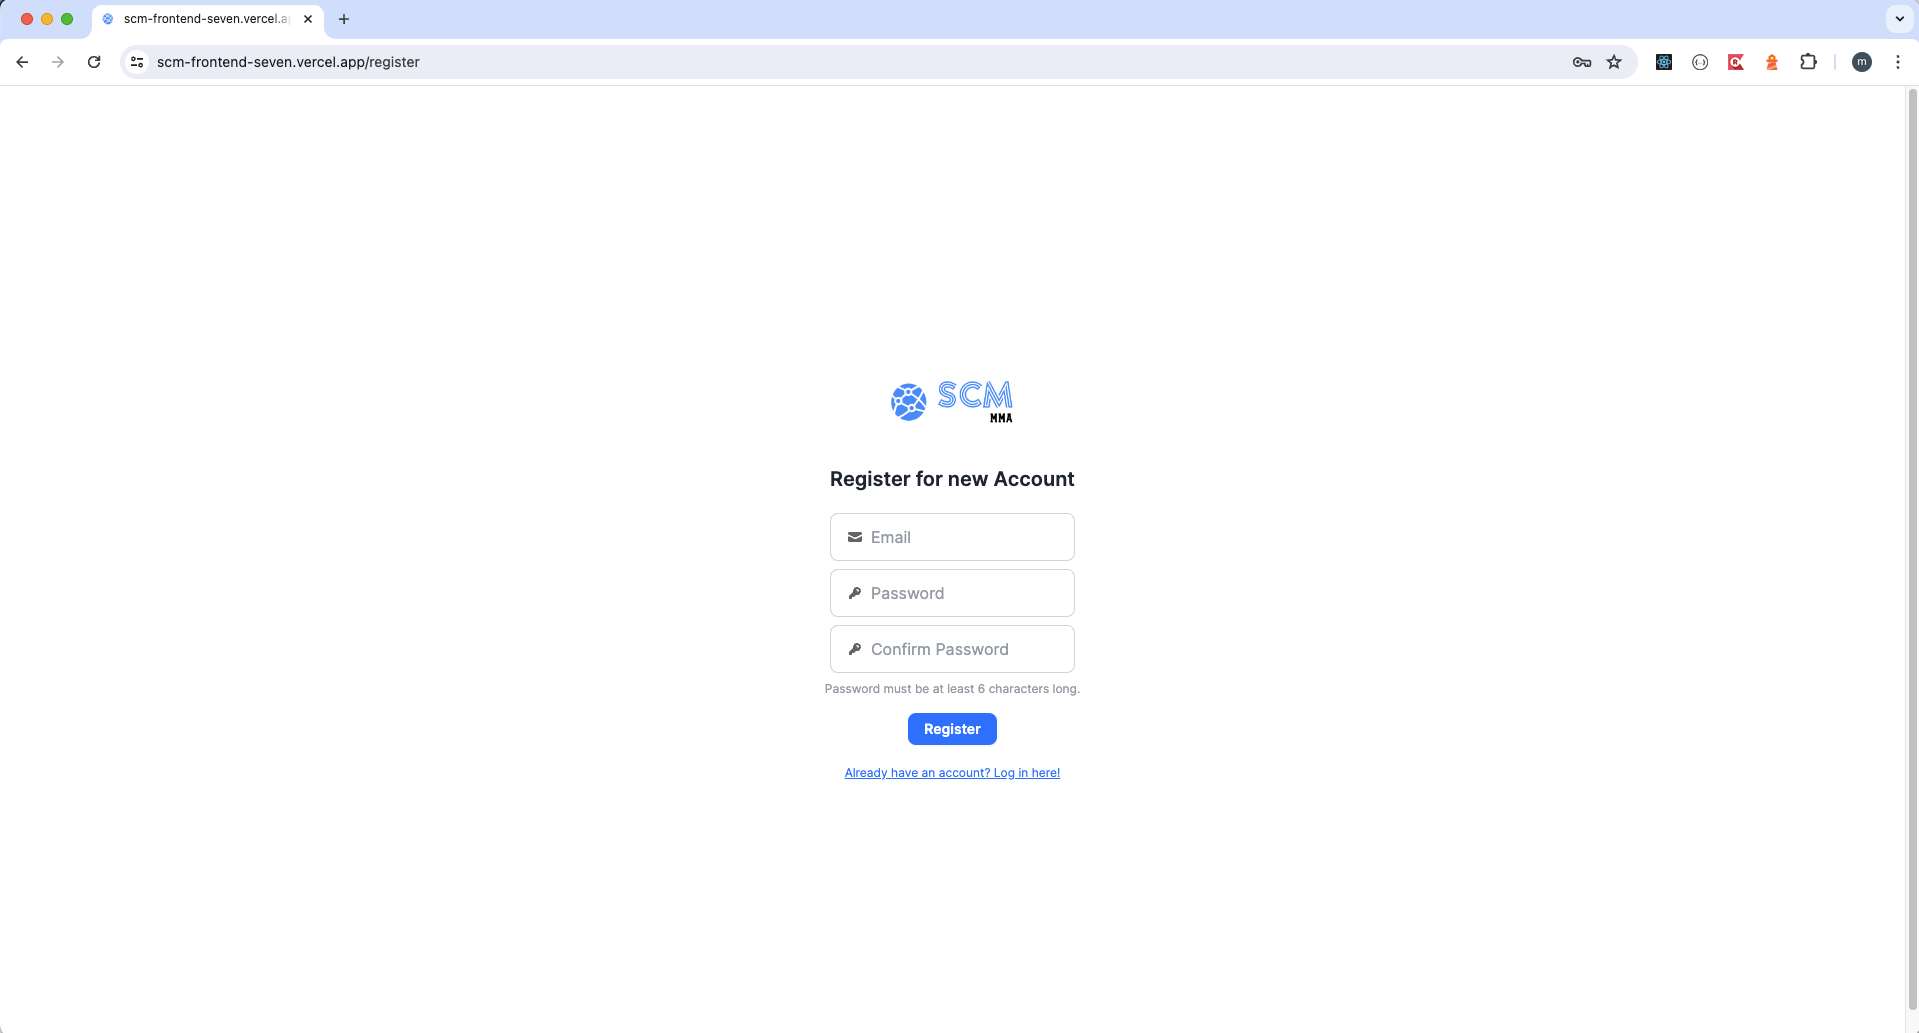 scm-frontend-seven.vercel.a
scm-frontend-seven.vercel.app/register
m
SCM
MMA
Register for new Account
Email
Password
Confirm Password
Password must be at least 6 characters long.
Register
Already have an account? Log in here!